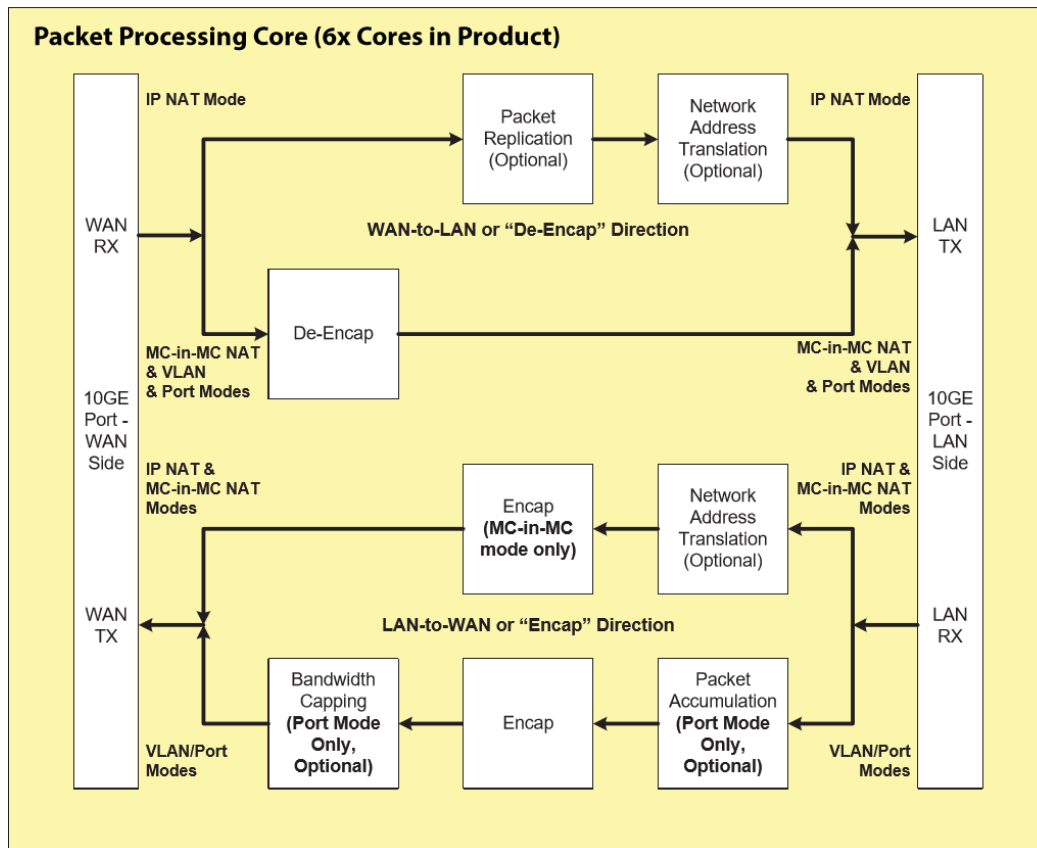 Packet Processing Core (6x Cores in Product)
IP NAT Mode
IP NAT Mode
Packet
Replication
(Optional)
Network
Address
Translation
(Optional)
WAN
RX
WAN-to-LAN or “De-Encap” Direction
LAN
TX
De-Encap
MC-in-MC NAT
& VLAN
& Port Modes
MC-in-MC NAT
& VLAN
& Port Modes
10GE
Port -
WAN
Side
10GE
Port -
LAN
Side
IP NAT &
MC-in-MC NAT
Modes
Encap
(MC-in-MC
mode only)
Network
Address
Translation
(Optional)
IP NAT &
MC-in-MC NAT
Modes
WAN
TX
LAN-to-WAN or “Encap” Direction
LAN
RX
Bandwidth
Capping
(Port Mode
Only,
Optional)
Encap
Packet
Accumulation
(Port Mode
Only,
Optional)
VLAN/Port
Modes
VLAN/Port
Modes